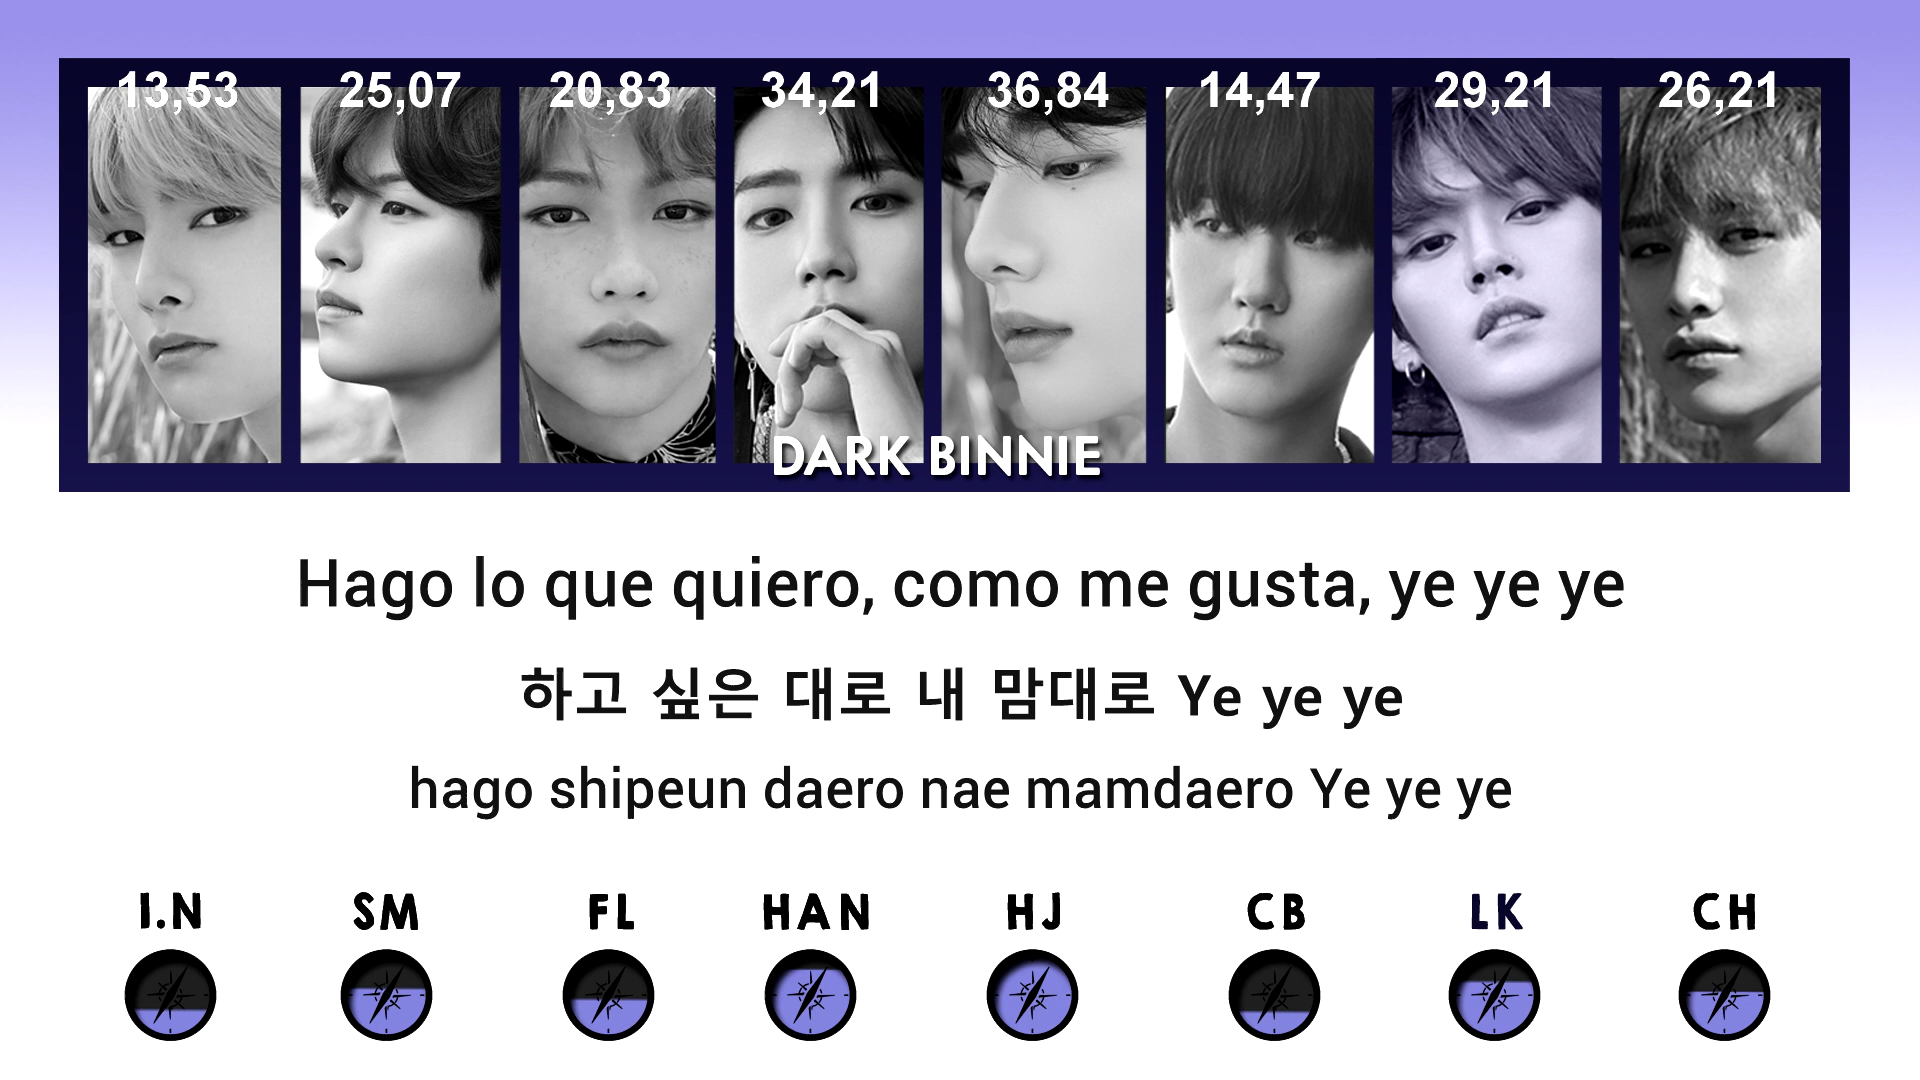 13,53 25,07 20,83 34,21 36,84 14,47 29,21 26,21
DARK BINNIE
Hago lo que quiero, como me gusta, ye ye ye
하고 싶은 대로 내 맘대로 Ye ye ye
hago shipeun daero nae mamdaero Ye ye ye
I.N SM FL HAN HJ CB LK CH